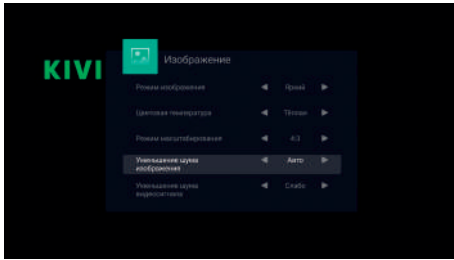 KIVI
Изображение
Режим изображения
Яркий
Цветовая температура
Тёплая
Режим масштабирования
4:3
Уменьшение шума
изображения
Авто
Уменьшение шума
видеосигнала
Слабо